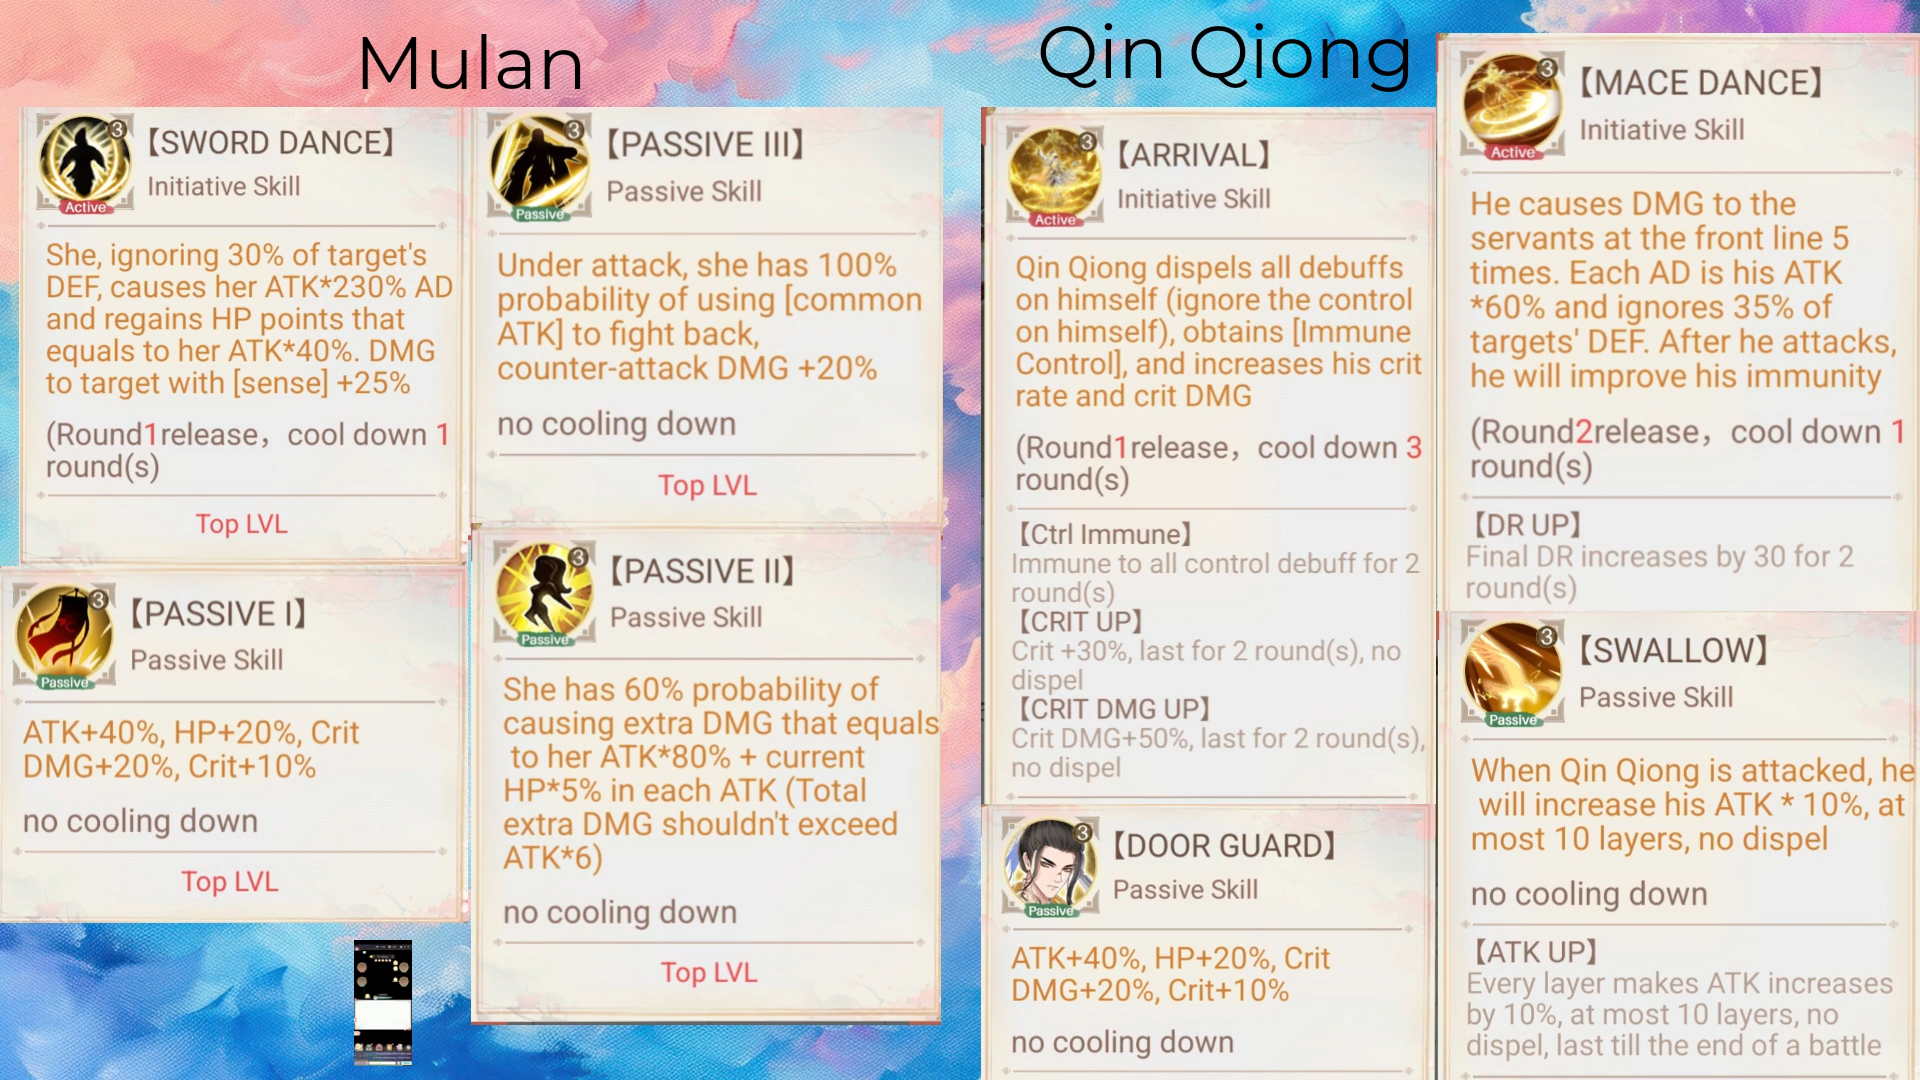 Mulan
【SWORD DANCE】
3
Initiative Skill
Active
She, ignoring 30% of target's
DEF, causes her ATK*230% AD
and regains HP points that
equals to her ATK*40%. DMG
to target with [sense] +25%
(Round1release，cool down 1
round(s)
Top LVL
【PASSIVE I】
3
Passive Skill
Passive
ATK+40%, HP+20%, Crit
DMG+20%, Crit+10%
no cooling down
Top LVL
【PASSIVE III】
3
Passive Skill
Passive
Under attack, she has 100%
probability of using [common
ATK] to fight back,
counter-attack DMG +20%
no cooling down
Top LVL
【PASSIVE II】
3
Passive Skill
Passive
She has 60% probability of
causing extra DMG that equals
to her ATK*80% + current
HP*5% in each ATK (Total
extra DMG shouldn't exceed
ATK*6)
no cooling down
Top LVL
Qin Qiong
【ARRIVAL】
3
Initiative Skill
Active
Qin Qiong dispels all debuffs
on himself (ignore the control
on himself), obtains [Immune
Control], and increases his crit
rate and crit DMG
(Round1release，cool down 3
round(s)
【Ctrl Immune】
Immune to all control debuff for 2
round(s)
【CRIT UP】
Crit +30%, last for 2 round(s), no
dispel
【CRIT DMG UP】
Crit DMG+50%, last for 2 round(s),
no dispel
【DOOR GUARD】
3
Passive Skill
Passive
ATK+40%, HP+20%, Crit
DMG+20%, Crit+10%
no cooling down
【MACE DANCE】
3
Initiative Skill
Active
He causes DMG to the
servants at the front line 5
times. Each AD is his ATK
*60% and ignores 35% of
targets' DEF. After he attacks,
he will improve his immunity
(Round2release，cool down 1
round(s)
【DR UP】
Final DR increases by 30 for 2
round(s)
【SWALLOW】
3
Passive Skill
Passive
When Qin Qiong is attacked, he
will increase his ATK * 10%, at
most 10 layers, no dispel
no cooling down
【ATK UP】
Every layer makes ATK increases
by 10%, at most 10 layers, no
dispel, last till the end of a battle